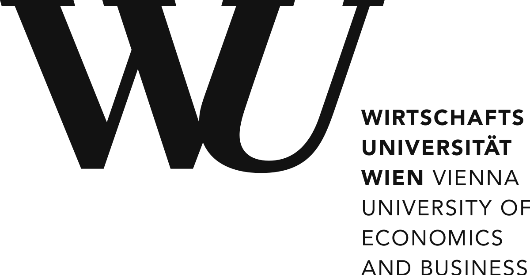 WU
WIRTSCHAFTS
UNIVERSITÄT
WIEN VIENNA
UNIVERSITY OF
ECONOMICS
AND BUSINESS